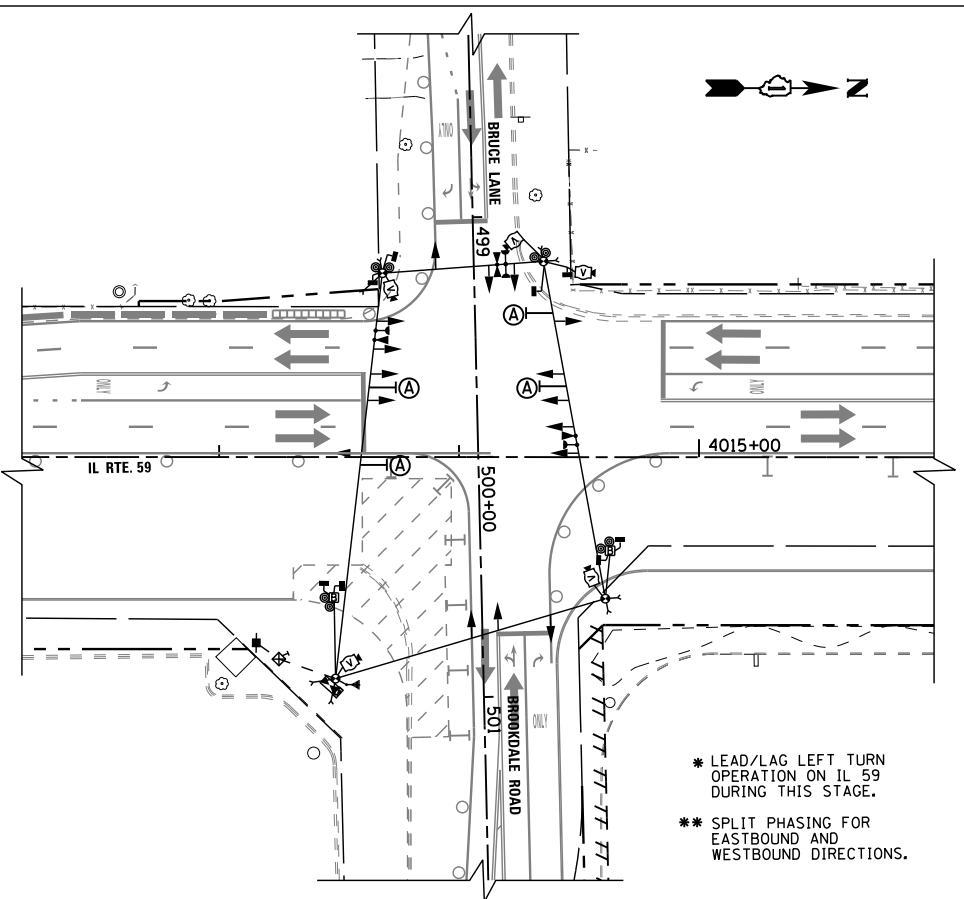 N
ONLY
BRUCE LANE
499
V
A
V
A
ONLY
A
A
ONLY
IL RTE. 59
4015+00
A
500+00
B
V
B
V
501
BROOKDALE ROAD
ONLY
* LEAD/LAG LEFT TURN
OPERATION ON IL 59
DURING THIS STAGE.
** SPLIT PHASING FOR
EASTBOUND AND
WESTBOUND DIRECTIONS.